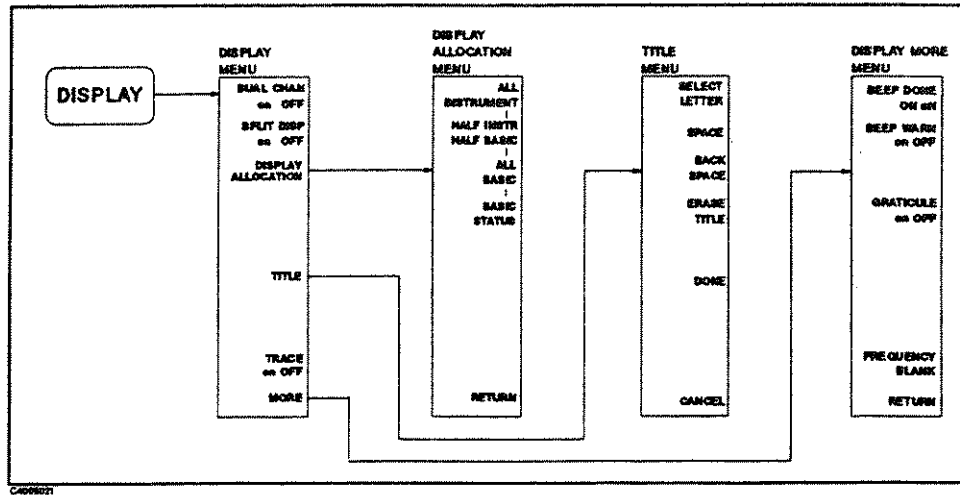 DISPLAY
DISPLAY
MENU
DUAL CHAN
on OFF
SPLIT DISP
on OFF
DISPLAY
ALLOCATION
TITLE
TRACE
on OFF
MORE
DISPLAY
ALLOCATION
MENU
ALL
INSTRUMENT
HALF INSTR
HALF BASIC
ALL
BASIC
BASIC
STATUS
RETURN
TITLE
MENU
SELECT
LETTER
SPACE
BACK
SPACE
ERASE
TITLE
DONE
CANCEL
DISPLAY MORE
MENU
BEEP DONE
ON
BEEP WARN
on OFF
GRATICULE
on OFF
FREQUENCY
BLANK
RETURN